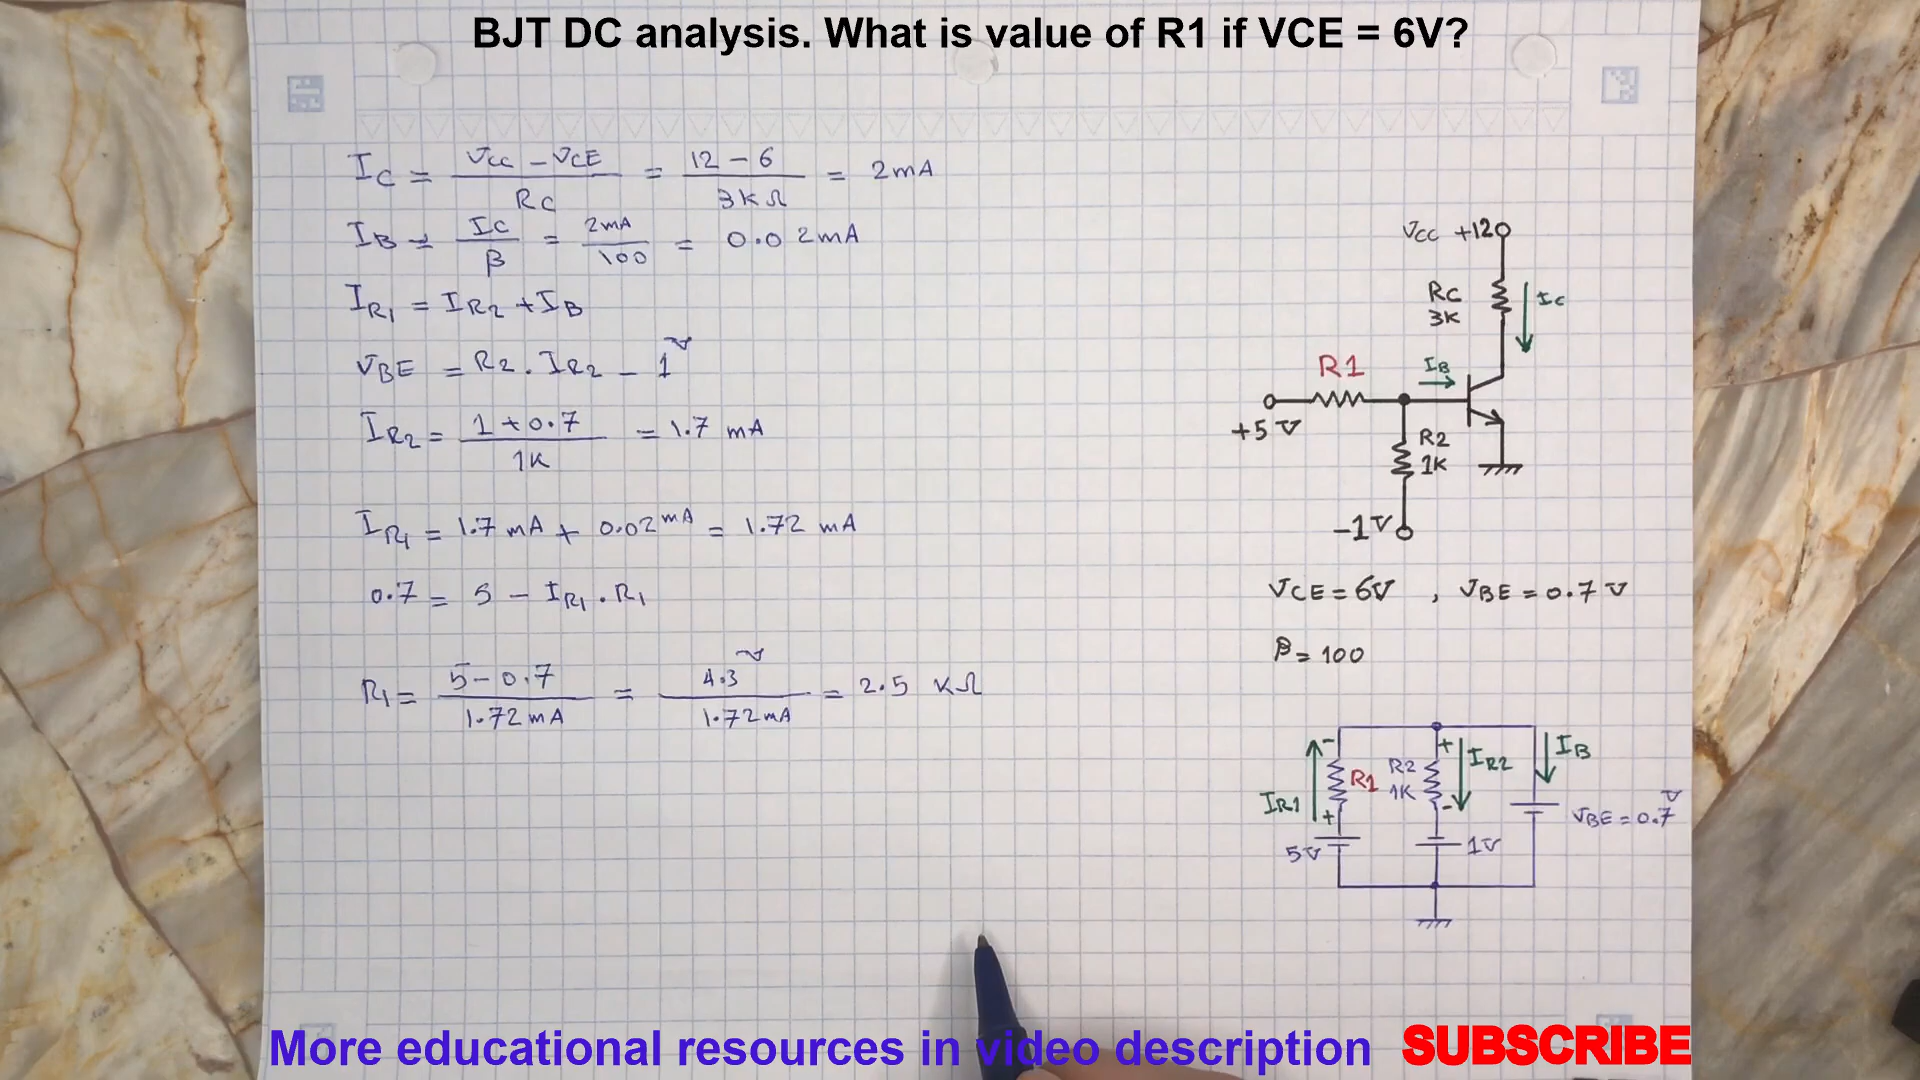 BJT DC analysis. What is value of R1 if VCE = 6V?
IC = VCC - VCE / RC = 12 - 6 / 3KΩ = 2mA
IB = IC / β = 2mA / 100 = 0.02mA
IR1 = IR2 + IB
VBE = R2 . IR2 - 1V
IR2 = 1 + 0.7 / 1K = 1.7 mA
IR1 = 1.7 mA + 0.02 mA = 1.72 mA
0.7 = 5 - IR1 . R1
R1 = 5 - 0.7 / 1.72mA = 4.3V / 1.72mA = 2.5 KΩ
VCC +12
RC
3K
IC
R1
IB
+5V
R2
1K
-1V
VCE = 6V , VBE = 0.7V
β = 100
- + IR2 IB
R1 R2
1K
IR1 + -
VBE = 0.7V
5V 1V
More educational resources in video description SUBSCRIBE